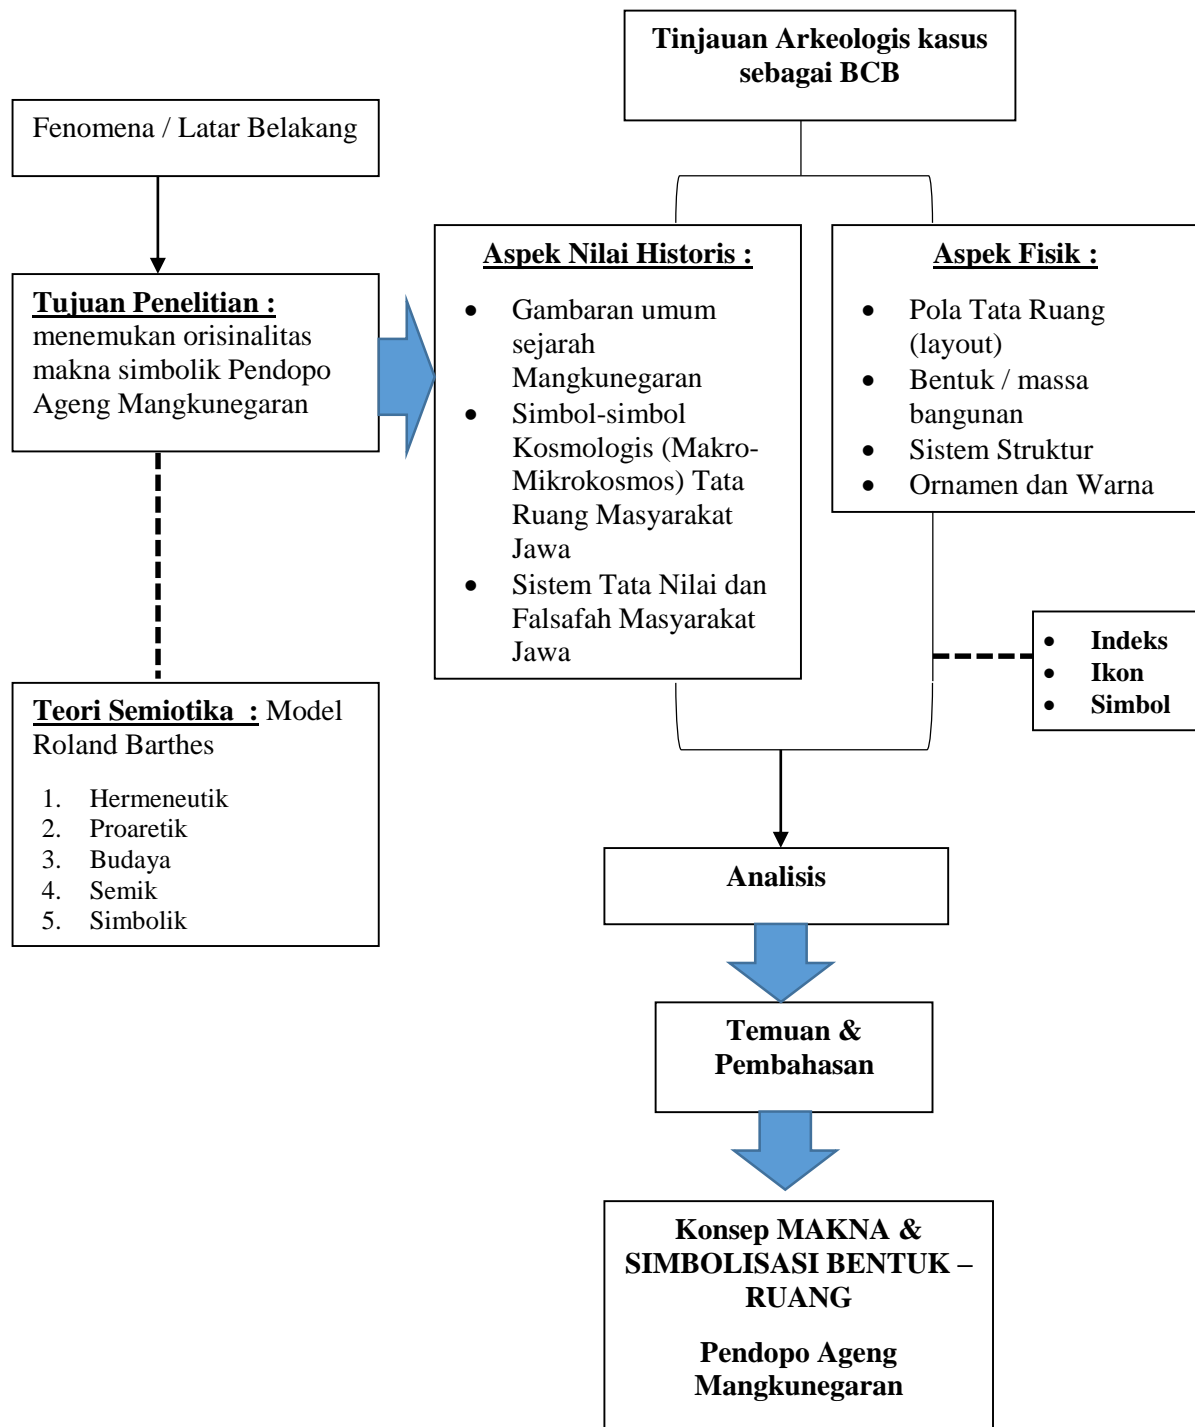 Tinjauan Arkeologis kasus
sebagai BCB
Fenomena / Latar Belakang
Tujuan Penelitian :
menemukan orisinalitas
makna simbolik Pendopo
Ageng Mangkunegaran
Aspek Nilai Historis :
• Gambaran umum
sejarah
Mangkunegaran
• Simbol-simbol
Kosmologis (Makro-
Mikrokosmos) Tata
Ruang Masyarakat
Jawa
• Sistem Tata Nilai dan
Falsafah Masyarakat
Jawa
Aspek Fisik :
• Pola Tata Ruang
(layout)
• Bentuk / massa
bangunan
• Sistem Struktur
• Ornamen dan Warna
• Indeks
• Ikon
• Simbol
Teori Semiotika : Model
Roland Barthes
1. Hermeneutik
2. Proaretik
3. Budaya
4. Semik
5. Simbolik
Analisis
Temuan &
Pembahasan
Konsep MAKNA &
SIMBOLISASI BENTUK –
RUANG
Pendopo Ageng
Mangkunegaran